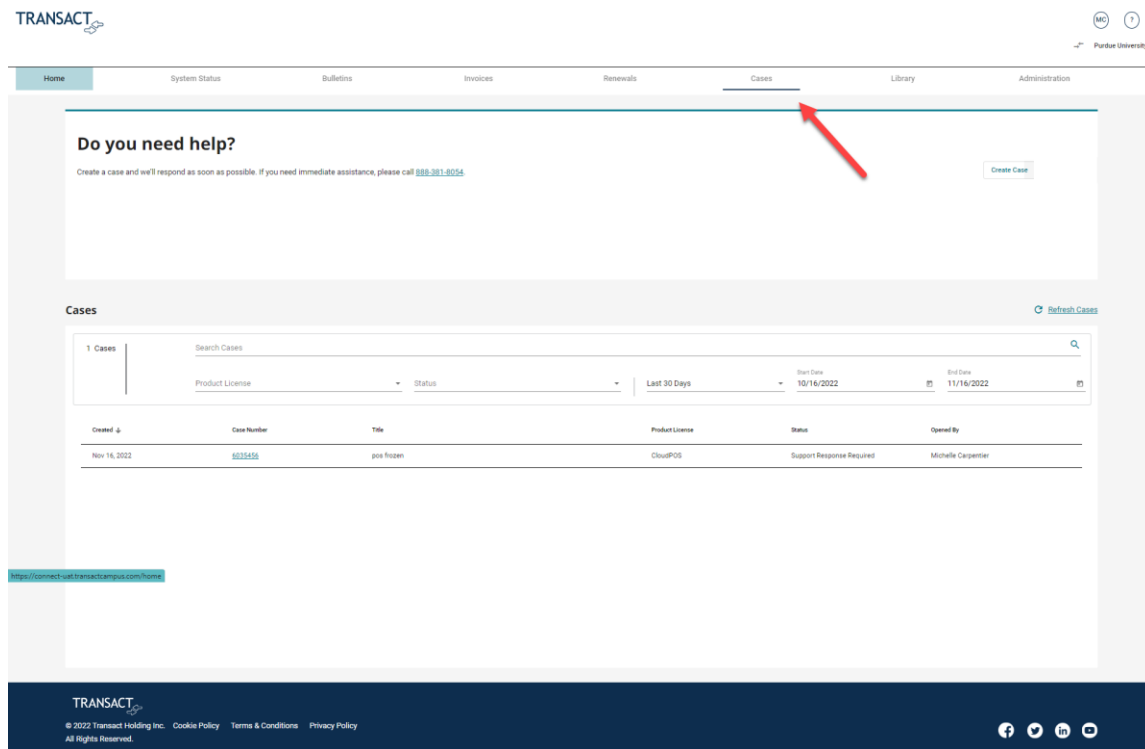 TRANSACT
MC ?
Purdue University
Home System Status Bulletins Invoices Renewals Cases Library Administration
Do you need help?
Create a case and we'll respond as soon as possible. If you need immediate assistance, please call 888-381-8054.
Create Case
Cases
Refresh Cases
1 Cases
Search Cases
Start Date End Date
Product License Status Last 30 Days 10/16/2022 11/16/2022
Created Case Number Title Product License Status Opened By
Nov 16, 2022 6035456 pos frozen CloudPOS Support Response Required Michelle Carpentier
https://connect-uat.transactcampus.com/home
TRANSACT
© 2022 Transact Holding Inc. Cookie Policy Terms & Conditions Privacy Policy
All Rights Reserved.